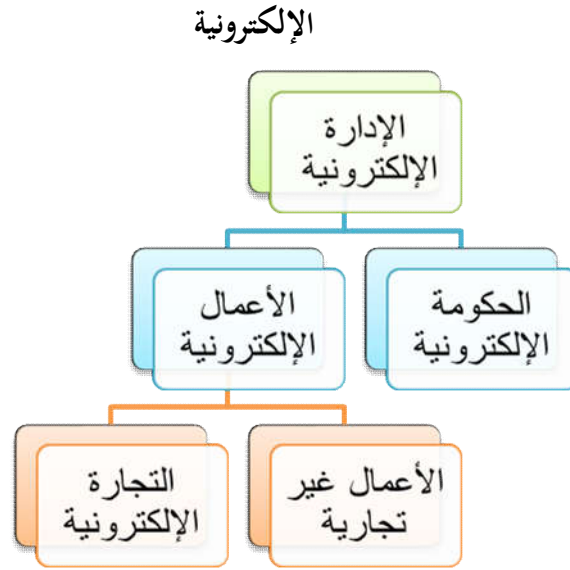 الإلكترونية
الإدارة
الإلكترونية
الحكومة
الإلكترونية
الأعمال
الإلكترونية
الأعمال غير
تجارية
التجارة
الإلكترونية